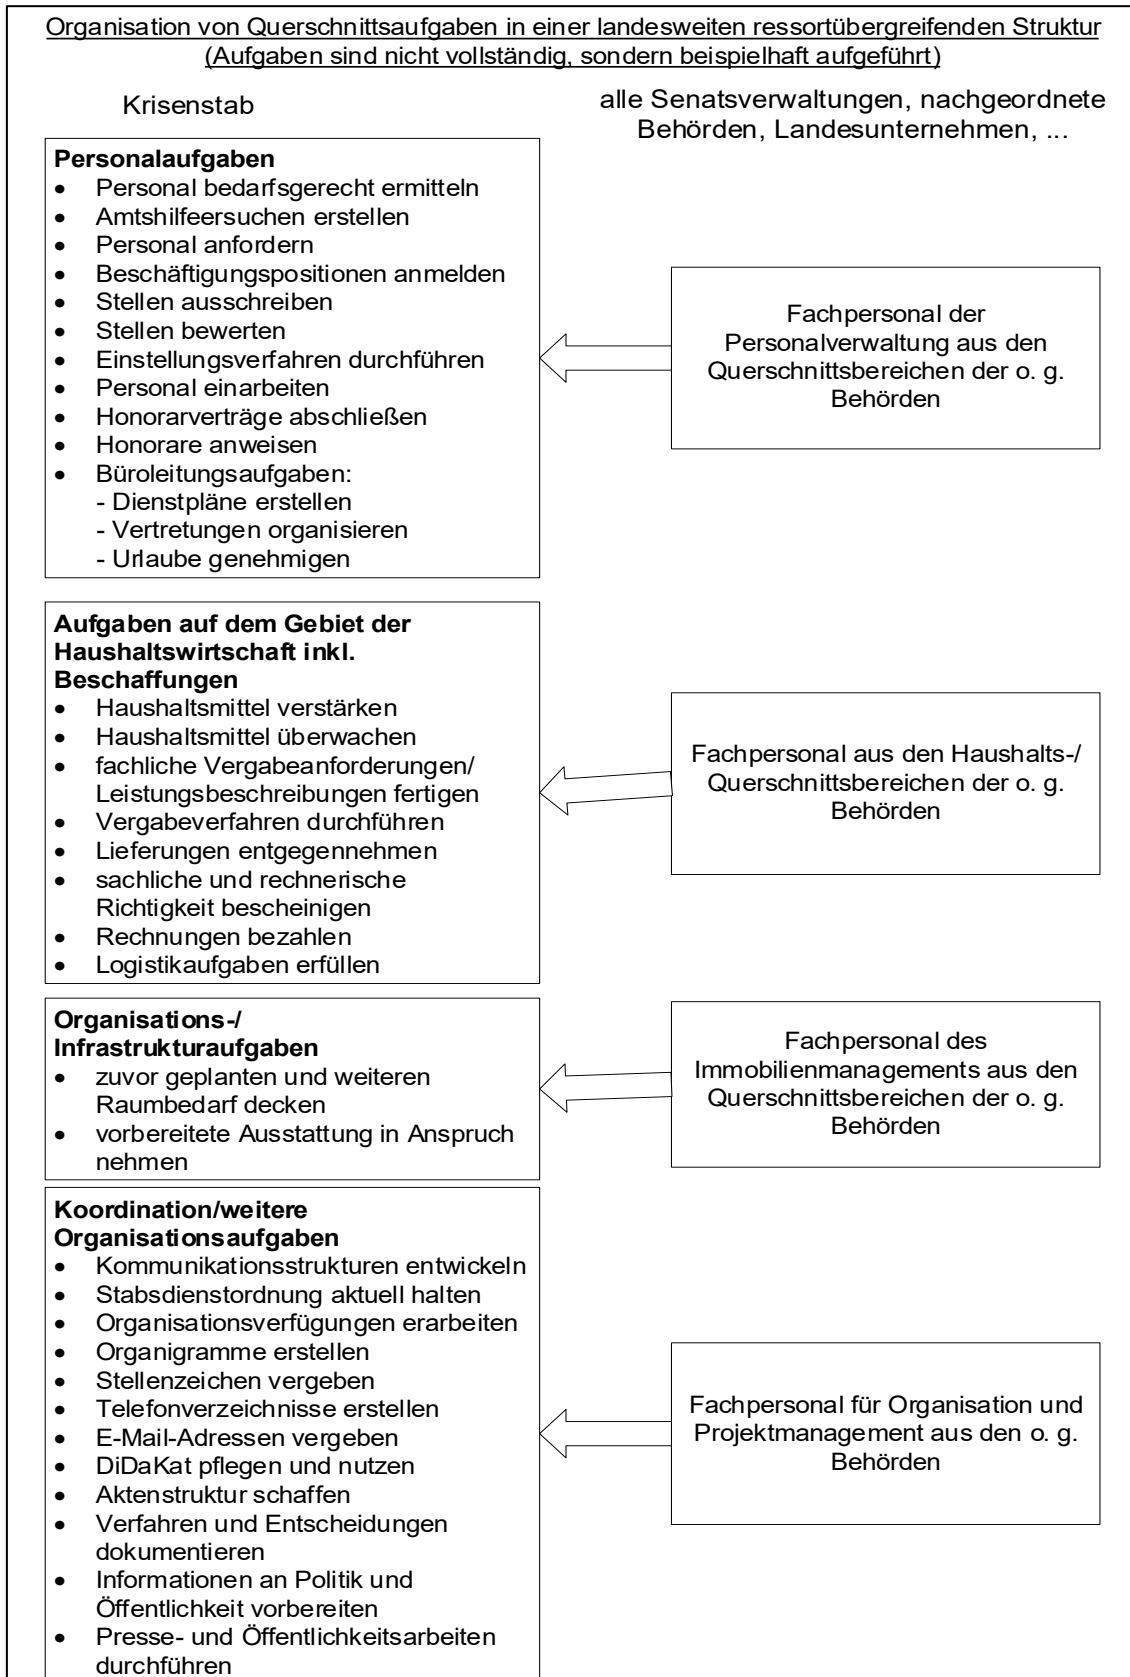 Organisation von Querschnittsaufgaben in einer landesweiten ressortübergreifenden Struktur
(Aufgaben sind nicht vollständig, sondern beispielhaft aufgeführt)
Krisenstab
alle Senatsverwaltungen, nachgeordnete
Behörden, Landesunternehmen, ...
Personalaufgaben
• Personal bedarfsgerecht ermitteln
• Amtshilfeersuchen erstellen
• Personal anfordern
• Beschäftigungspositionen anmelden
• Stellen ausschreiben
• Stellen bewerten
• Einstellungsverfahren durchführen
• Personal einarbeiten
• Honorarverträge abschließen
• Honorare anweisen
• Büroleitungsaufgaben:
- Dienstpläne erstellen
- Vertretungen organisieren
- Urlaube genehmigen
Fachpersonal der
Personalverwaltung aus den
Querschnittsbereichen der o. g.
Behörden
Aufgaben auf dem Gebiet der
Haushaltswirtschaft inkl.
Beschaffungen
• Haushaltsmittel verstärken
• Haushaltsmittel überwachen
• fachliche Vergabeanforderungen/
Leistungsbeschreibungen fertigen
• Vergabeverfahren durchführen
• Lieferungen entgegennehmen
• sachliche und rechnerische
Richtigkeit bescheinigen
• Rechnungen bezahlen
• Logistikaufgaben erfüllen
Fachpersonal aus den Haushalts-/
Querschnittsbereichen der o. g.
Behörden
Organisations-/
Infrastrukturaufgaben
• zuvor geplanten und weiteren
Raumbedarf decken
• vorbereitete Ausstattung in Anspruch
nehmen
Fachpersonal des
Immobilienmanagements aus den
Querschnittsbereichen der o. g.
Behörden
Koordination/weitere
Organisationsaufgaben
• Kommunikationsstrukturen entwickeln
• Stabsdienstordnung aktuell halten
• Organisationsverfügungen erarbeiten
• Organigramme erstellen
• Stellenzeichen vergeben
• Telefonverzeichnisse erstellen
• E-Mail-Adressen vergeben
• DiDaKat pflegen und nutzen
• Aktenstruktur schaffen
• Verfahren und Entscheidungen
dokumentieren
• Informationen an Politik und
Öffentlichkeit vorbereiten
• Presse- und Öffentlichkeitsarbeiten
durchführen
Fachpersonal für Organisation und
Projektmanagement aus den o. g.
Behörden